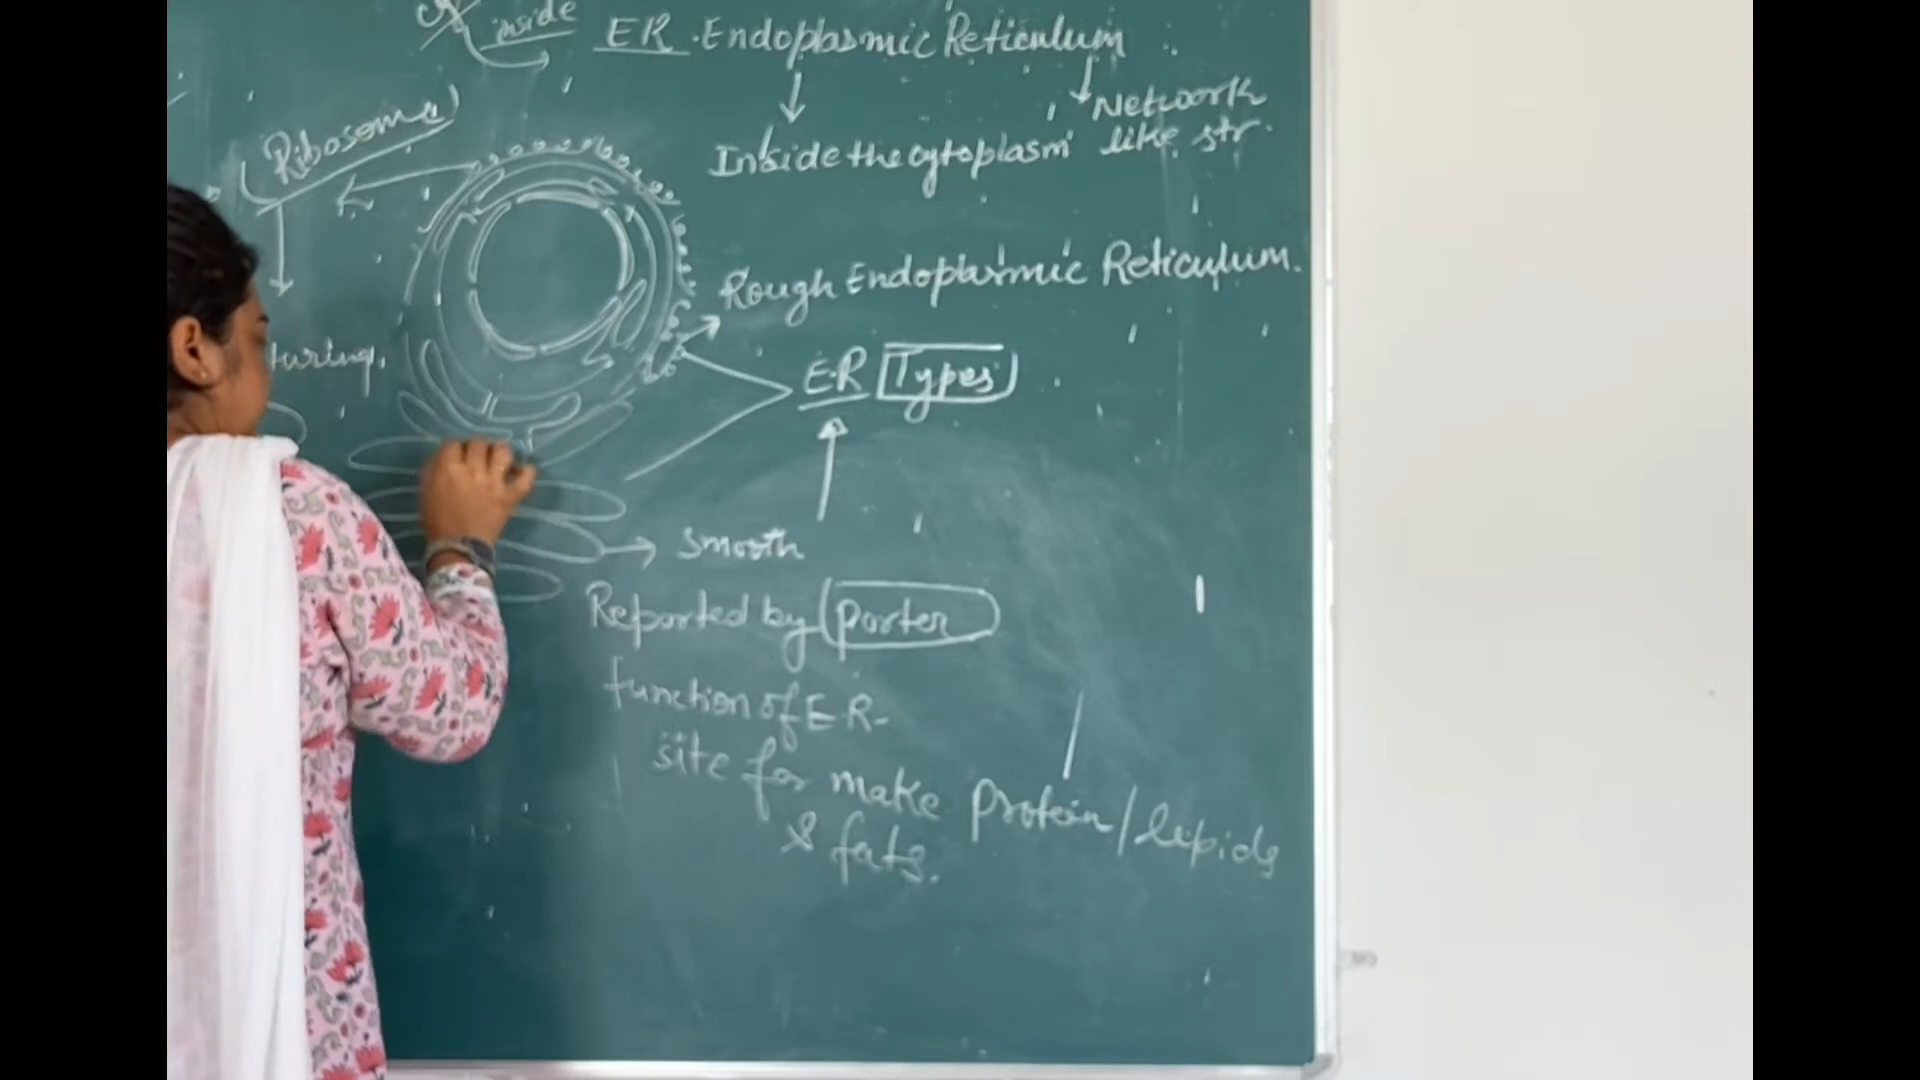 inside ER. Endoplasmic Reticulum
Network
like str.
Inside the cytoplasm
Ribosome
Rough Endoplasmic Reticulum.
turing,
E.R Types
Smooth
Reported by porter
function of E.R-
site for make protein/lipids
& fats.